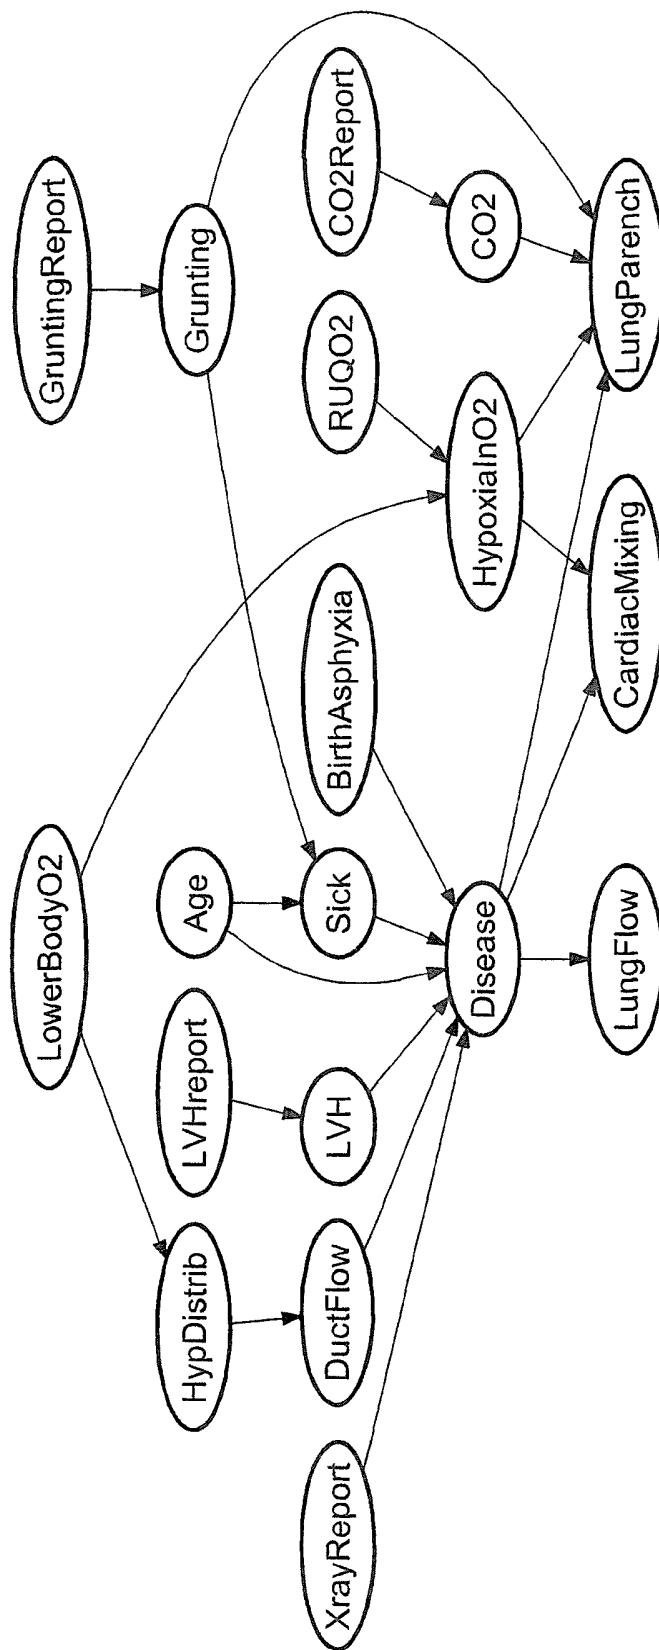 LowerBodyO2
GruntingReport
HypDistrib
LVHreport
Age
Grunting
XrayReport
DuctFlow
LVH
Sick
BirthAsphyxia
RUQO2
CO2Report
Disease
HypoxiaInO2
CO2
LungFlow
CardiacMixing
LungParench